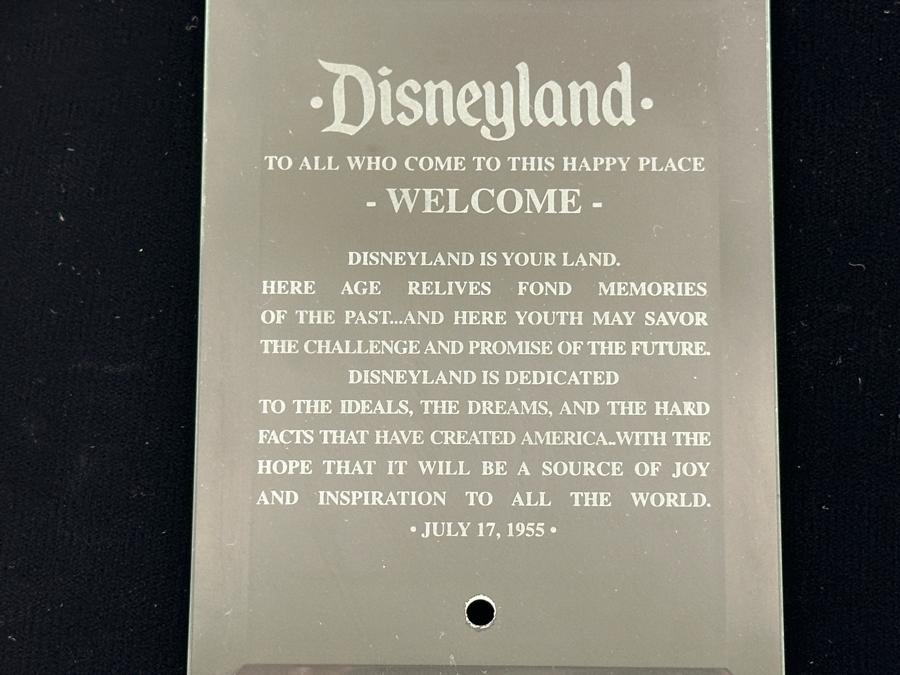 ·Disneyland·
TO ALL WHO COME TO THIS HAPPY PLACE
- WELCOME -
DISNEYLAND IS YOUR LAND.
HERE AGE RELIVES FOND MEMORIES
OF THE PAST...AND HERE YOUTH MAY SAVOR
THE CHALLENGE AND PROMISE OF THE FUTURE.
DISNEYLAND IS DEDICATED
TO THE IDEALS, THE DREAMS, AND THE HARD
FACTS THAT HAVE CREATED AMERICA..WITH THE
HOPE THAT IT WILL BE A SOURCE OF JOY
AND INSPIRATION TO ALL THE WORLD.
• JULY 17, 1955 •